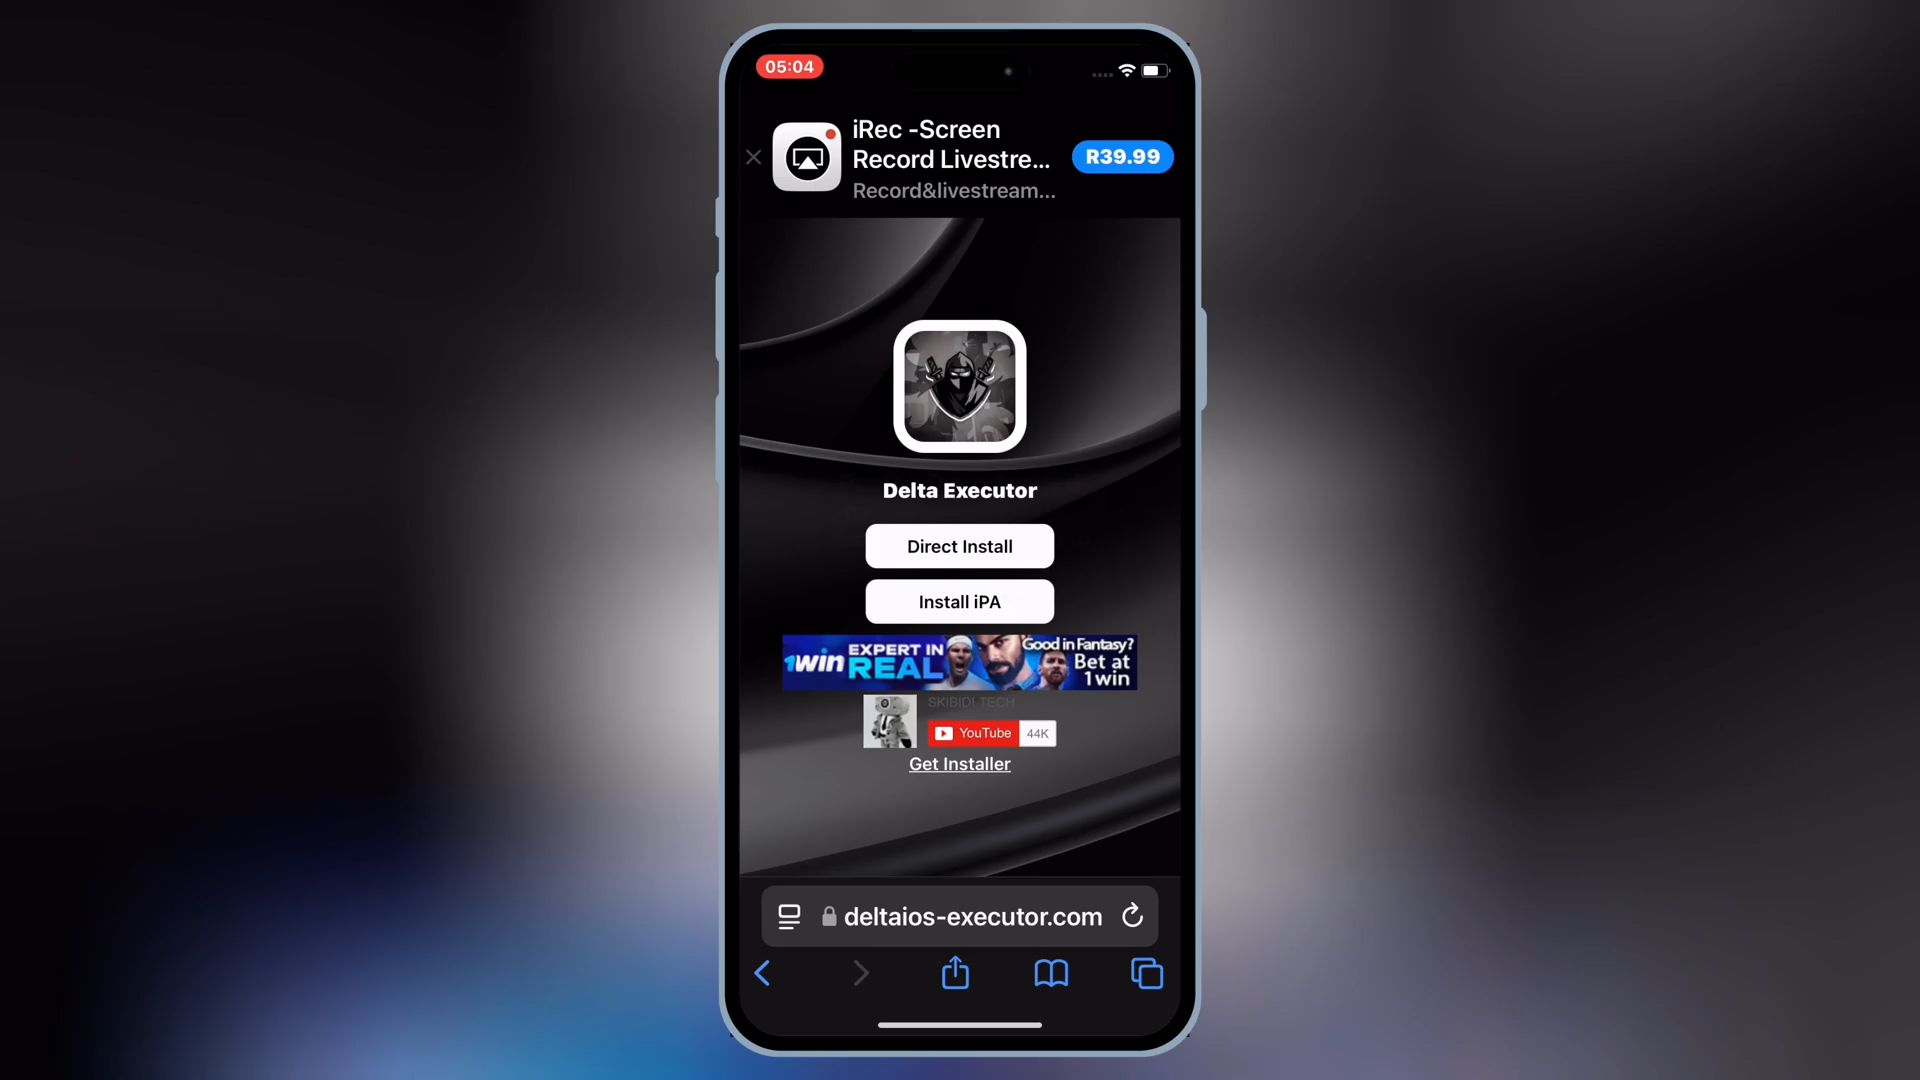 05:04
iRec -Screen
Record Livestre...
R39.99
Record&livestream...
Delta Executor
Direct Install
Install iPA
1win EXPERT IN REAL
Good in Fantasy?
Bet at
1win
SKIBIDI TECH
YouTube 44K
Get Installer
deltaios-executor.com